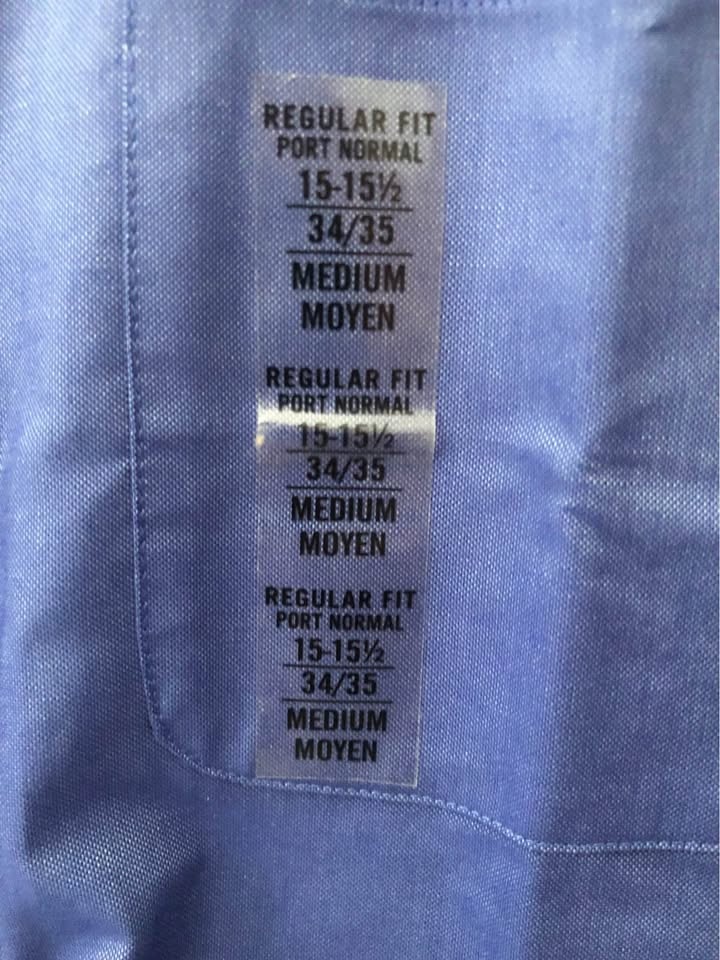 REGULAR FIT
PORT NORMAL
15-15½
34/35
MEDIUM
MOYEN
REGULAR FIT
PORT NORMAL
15-15½
34/35
MEDIUM
MOYEN
REGULAR FIT
PORT NORMAL
15-15½
34/35
MEDIUM
MOYEN